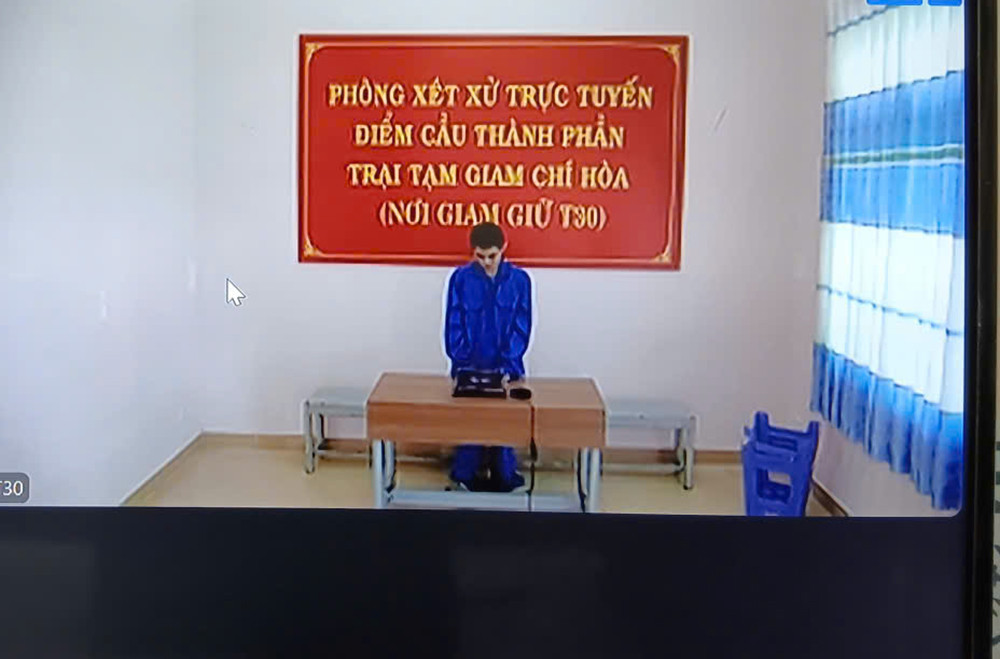 PHÒNG XÉT XỬ TRỰC TUYẾN
ĐIỂM CẦU THÀNH PHẦN
TRẠI TẠM GIAM CHÍ HÒA
(NƠI GIAM GIỮ T30)
T30